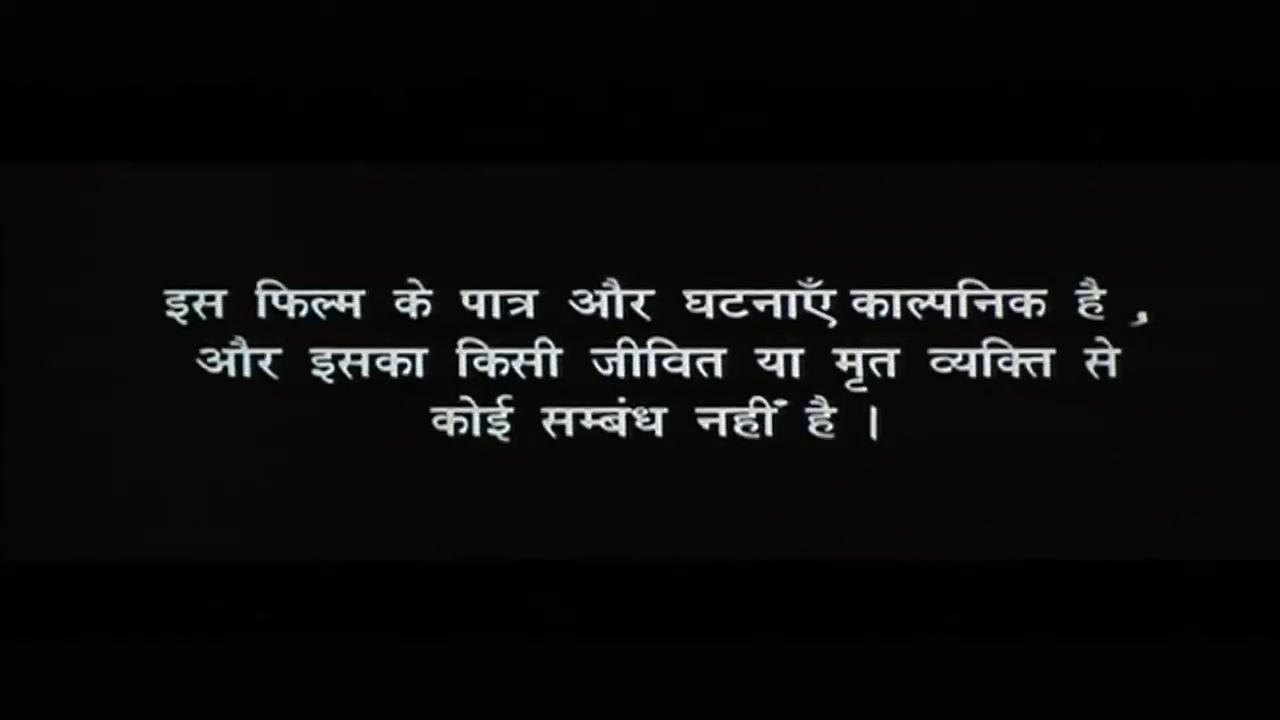 इस फिल्म के पात्र और घटनाएँ काल्पनिक है ,
और इसका किसी जीवित या मृत व्यक्ति से
कोई सम्बंध नहीं है ।